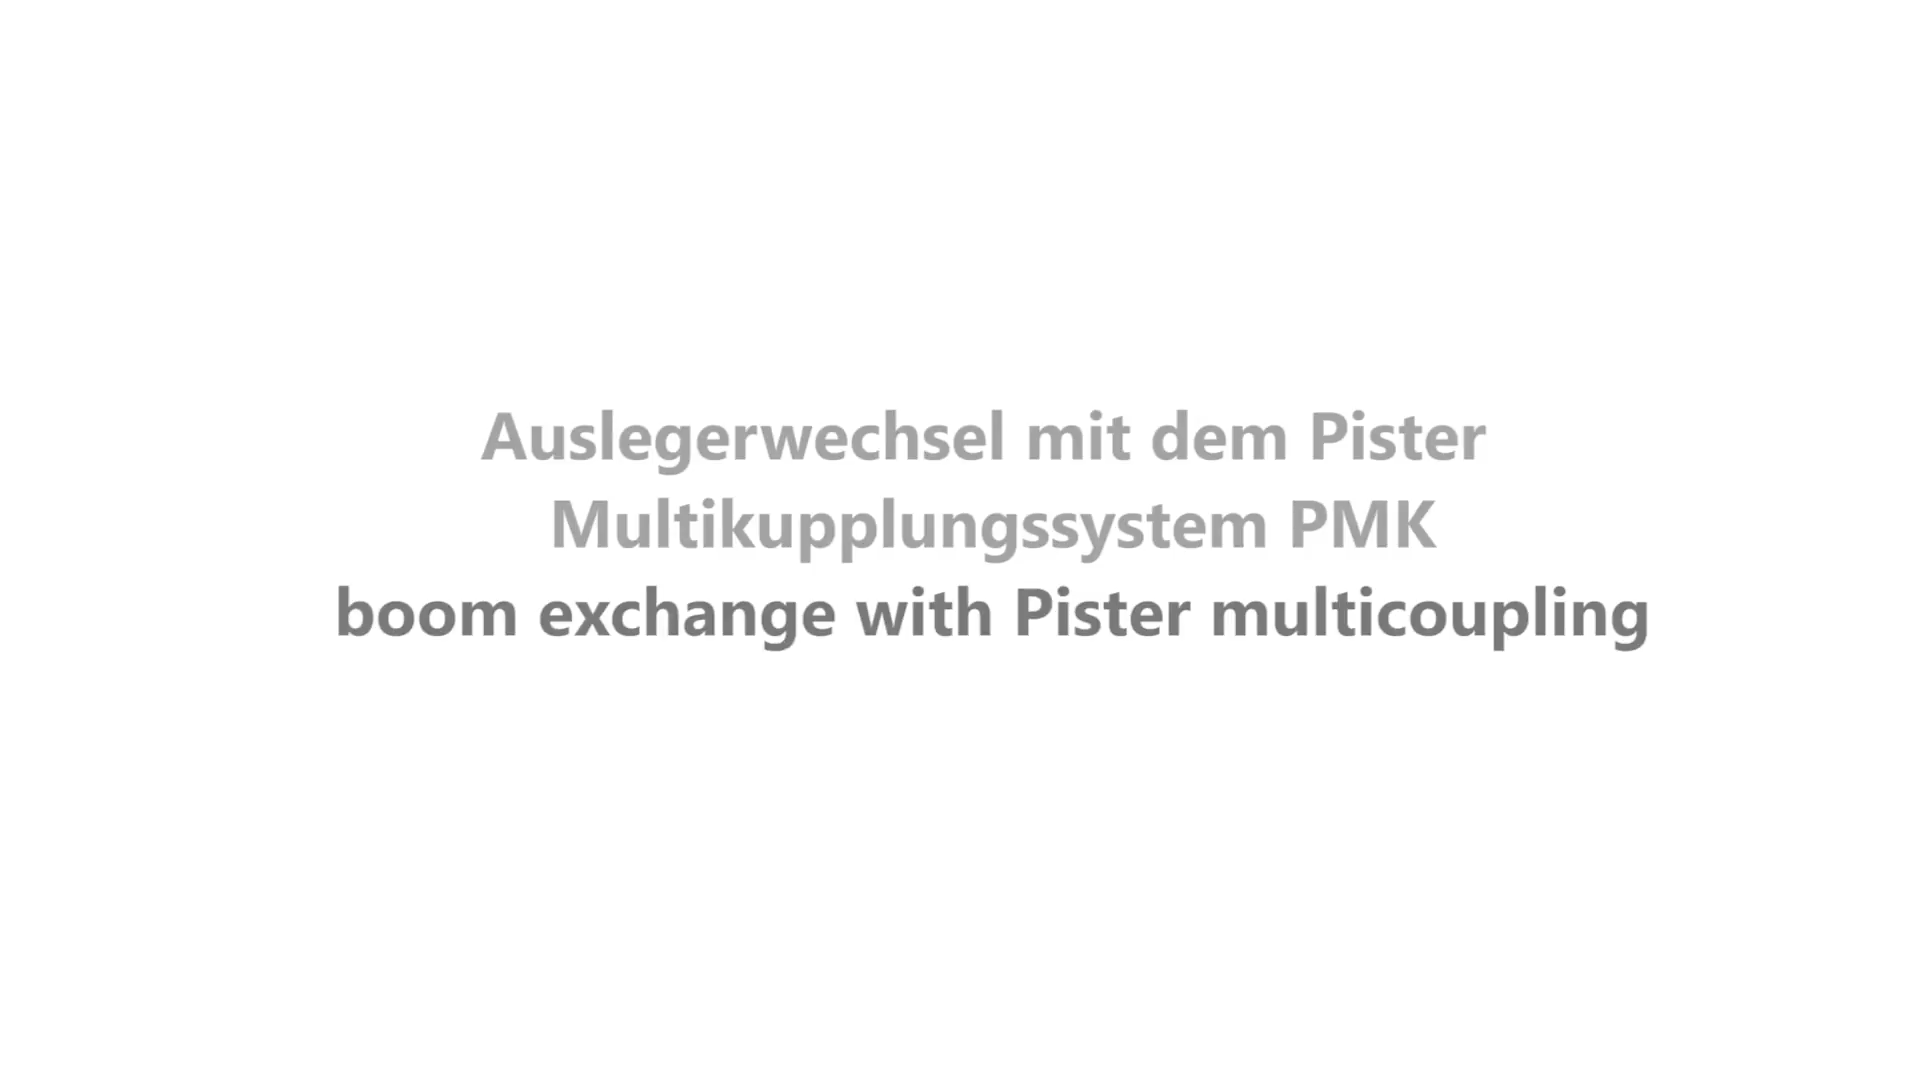 Auslegerwechsel mit dem Pister
Multikupplungssystem PMK
boom exchange with Pister multicoupling